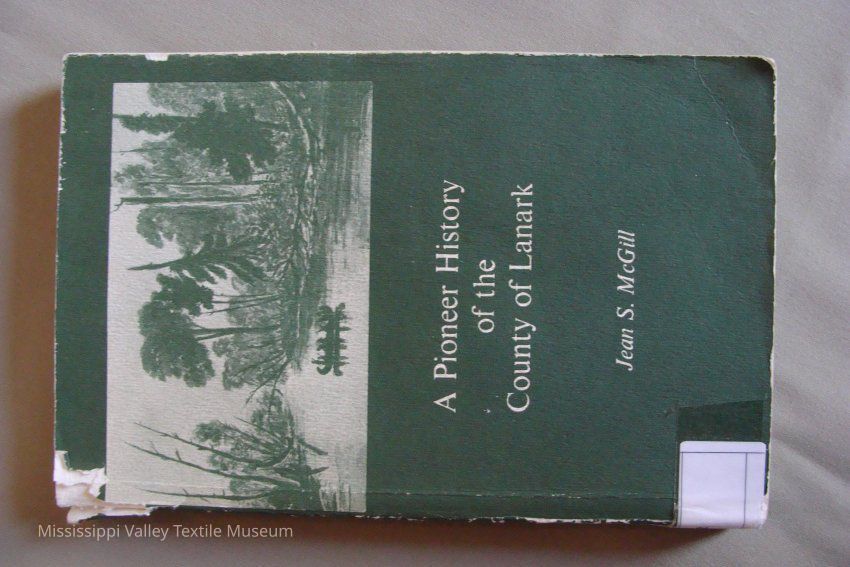 A Pioneer History
of the
County of Lanark
Jean S. McGill
Mississippi Valley Textile Museum